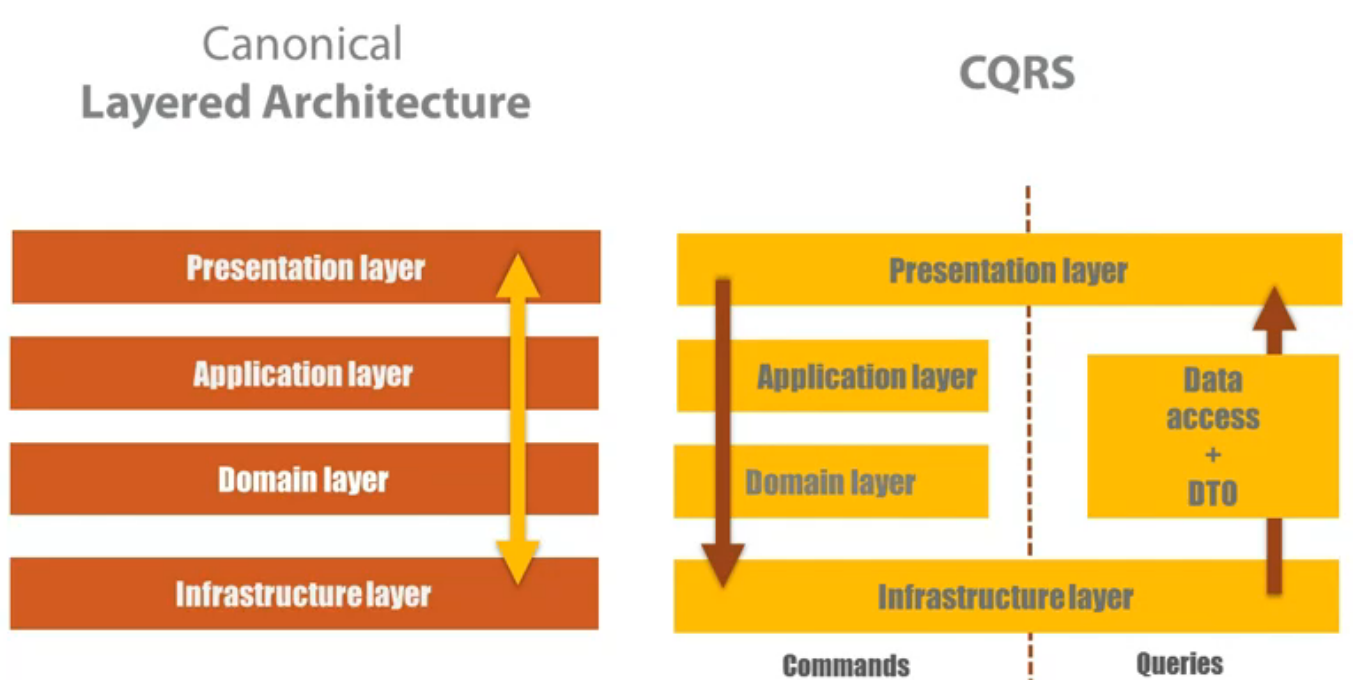 Canonical
Layered Architecture
Presentation layer
Application layer
Domain layer
Infrastructure layer
CQRS
Presentation layer
Application layer
Domain layer
Data
access
+
DTO
Infrastructure layer
Commands
Queries